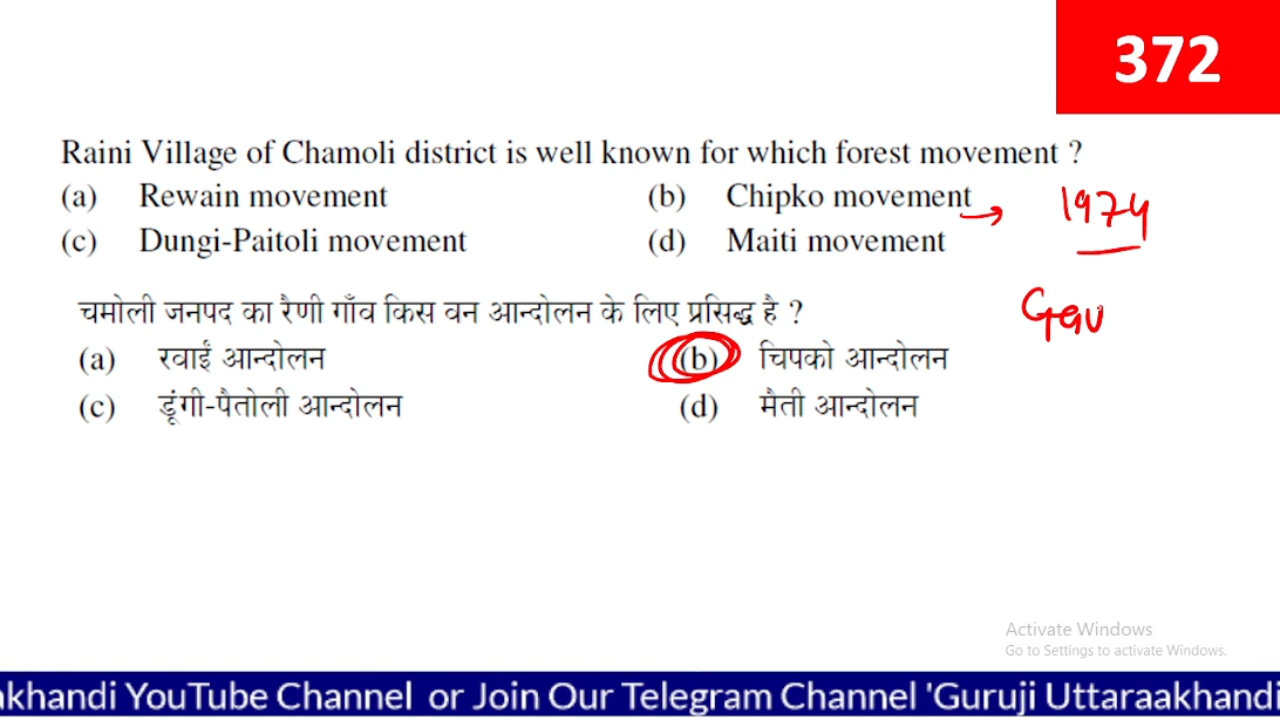 372
Raini Village of Chamoli district is well known for which forest movement ?
(a) Rewain movement (b) Chipko movement → 1974
(c) Dungi-Paitoli movement (d) Maiti movement
चमोली जनपद का रैणी गाँव किस वन आन्दोलन के लिए प्रसिद्ध है ? Gau
(a) रवाईं आन्दोलन (b) चिपको आन्दोलन
(c) डूंगी-पैतोली आन्दोलन (d) मैती आन्दोलन
Activate Windows
Go to Settings to activate Windows.
akhandi YouTube Channel or Join Our Telegram Channel 'Guruji Uttaraakhandi